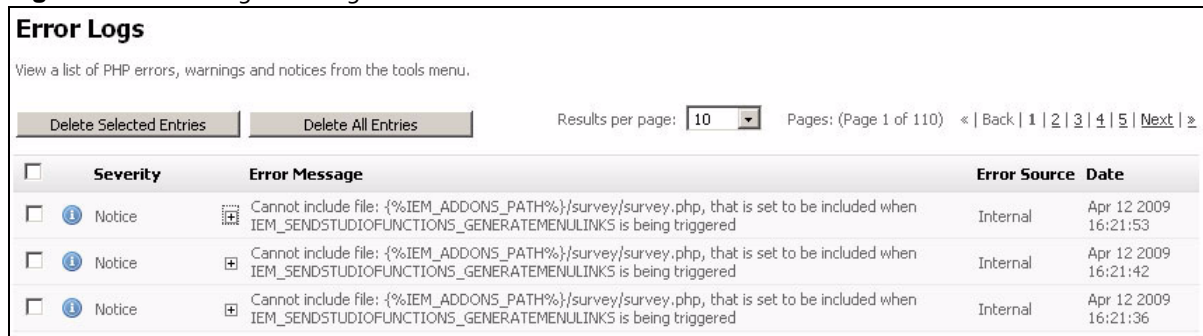 Error Logs
View a list of PHP errors, warnings and notices from the tools menu.
Delete Selected Entries Delete All Entries Results per page: 10 Pages: (Page 1 of 110) « | Back | 1 | 2 | 3 | 4 | 5 | Next | »
Severity Error Message Error Source Date
Notice Cannot include file: {%IEM_ADDONS_PATH%}/survey/survey.php, that is set to be included when IEM_SENDSTUDIOFUNCTIONS_GENERATEMENULINKS is being triggered Internal Apr 12 2009 16:21:53
Notice Cannot include file: {%IEM_ADDONS_PATH%}/survey/survey.php, that is set to be included when IEM_SENDSTUDIOFUNCTIONS_GENERATEMENULINKS is being triggered Internal Apr 12 2009 16:21:42
Notice Cannot include file: {%IEM_ADDONS_PATH%}/survey/survey.php, that is set to be included when IEM_SENDSTUDIOFUNCTIONS_GENERATEMENULINKS is being triggered Internal Apr 12 2009 16:21:36